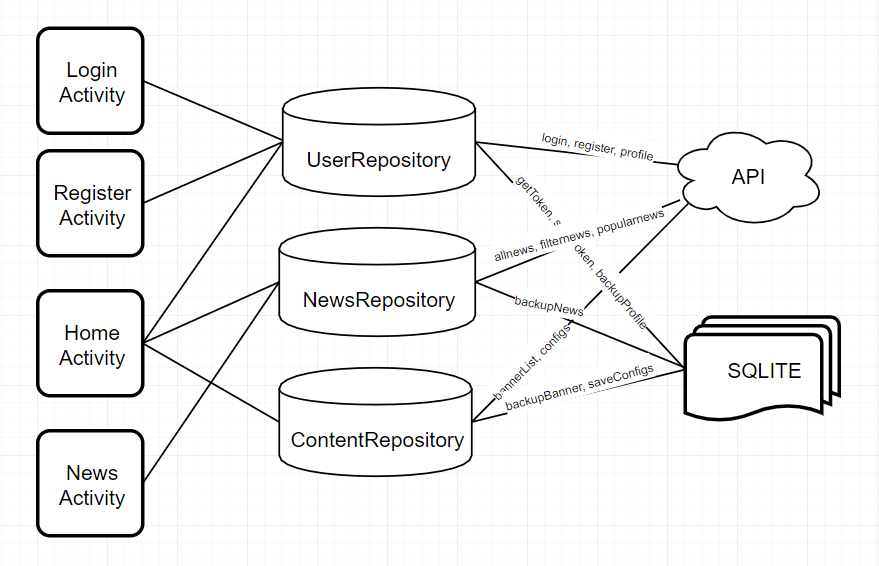 Login
Activity
Register
Activity
Home
Activity
News
Activity
UserRepository
NewsRepository
ContentRepository
login, register, profile
getToken,
oken, backupProfile
allnews, filternews, popularnews
backupNews
bannerList, configs
backupBanner, saveConfigs
API
SQLITE